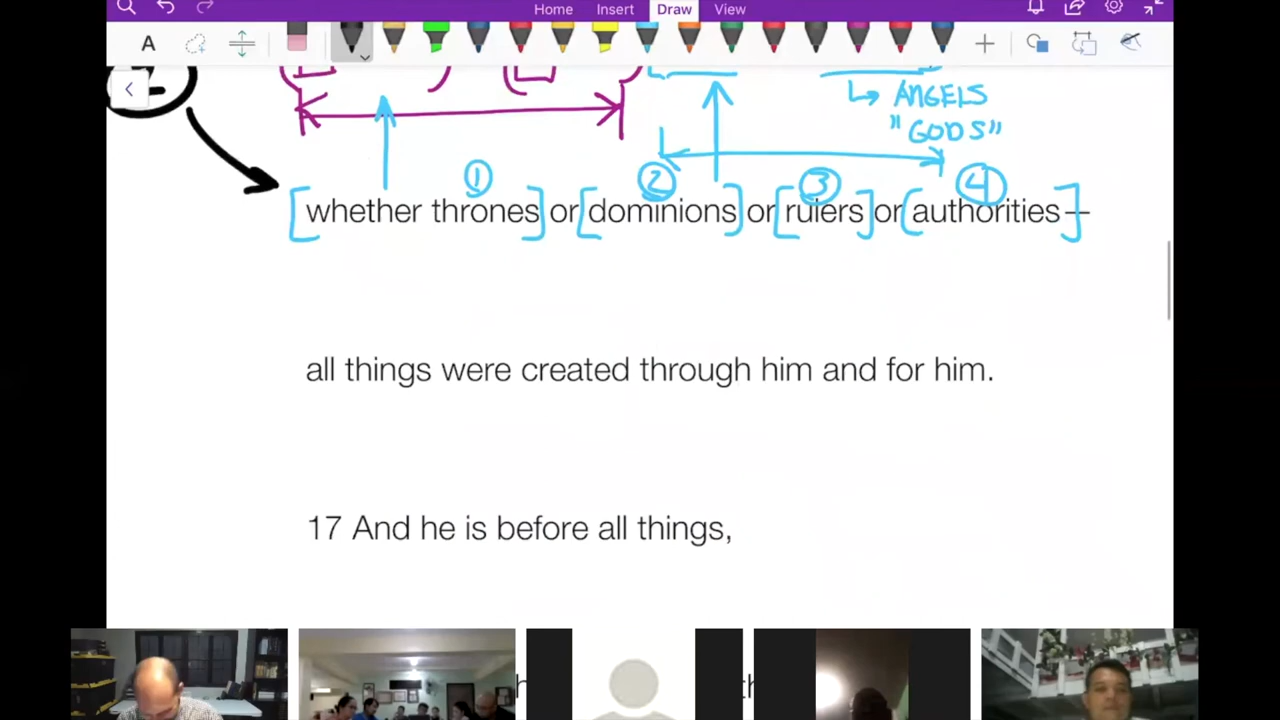 Home Insert Draw View
A
ANGELS
"GODS"
① ② ③ ④
[whether thrones] or [dominions] or [rulers] or [authorities]—
all things were created through him and for him.
17 And he is before all things,